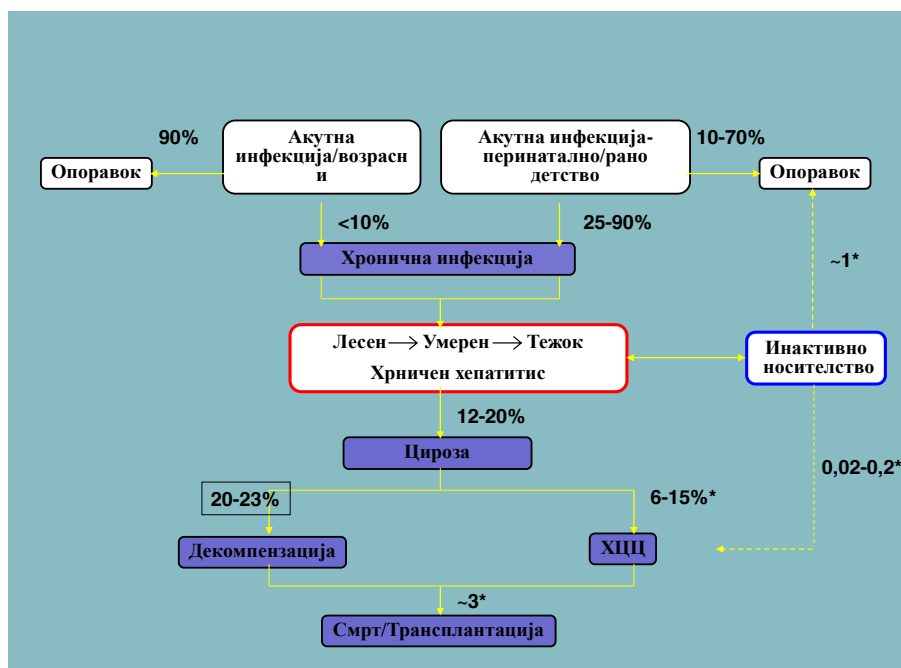 90%
Акутна
инфекција/возрасн
и
Акутна инфекција-
перинатално/рано
детство
10-70%
Опоравок
Опоравок
<10%
25-90%
Хронична инфекција
~1*
Лесен → Умерен → Тежок
Хрничен хепатитис
Инактивно
носителство
12-20%
Цироза
0,02-0,2*
20-23%
6-15%*
Декомпензација
ХЦЦ
~3*
Смрт/Трансплантација